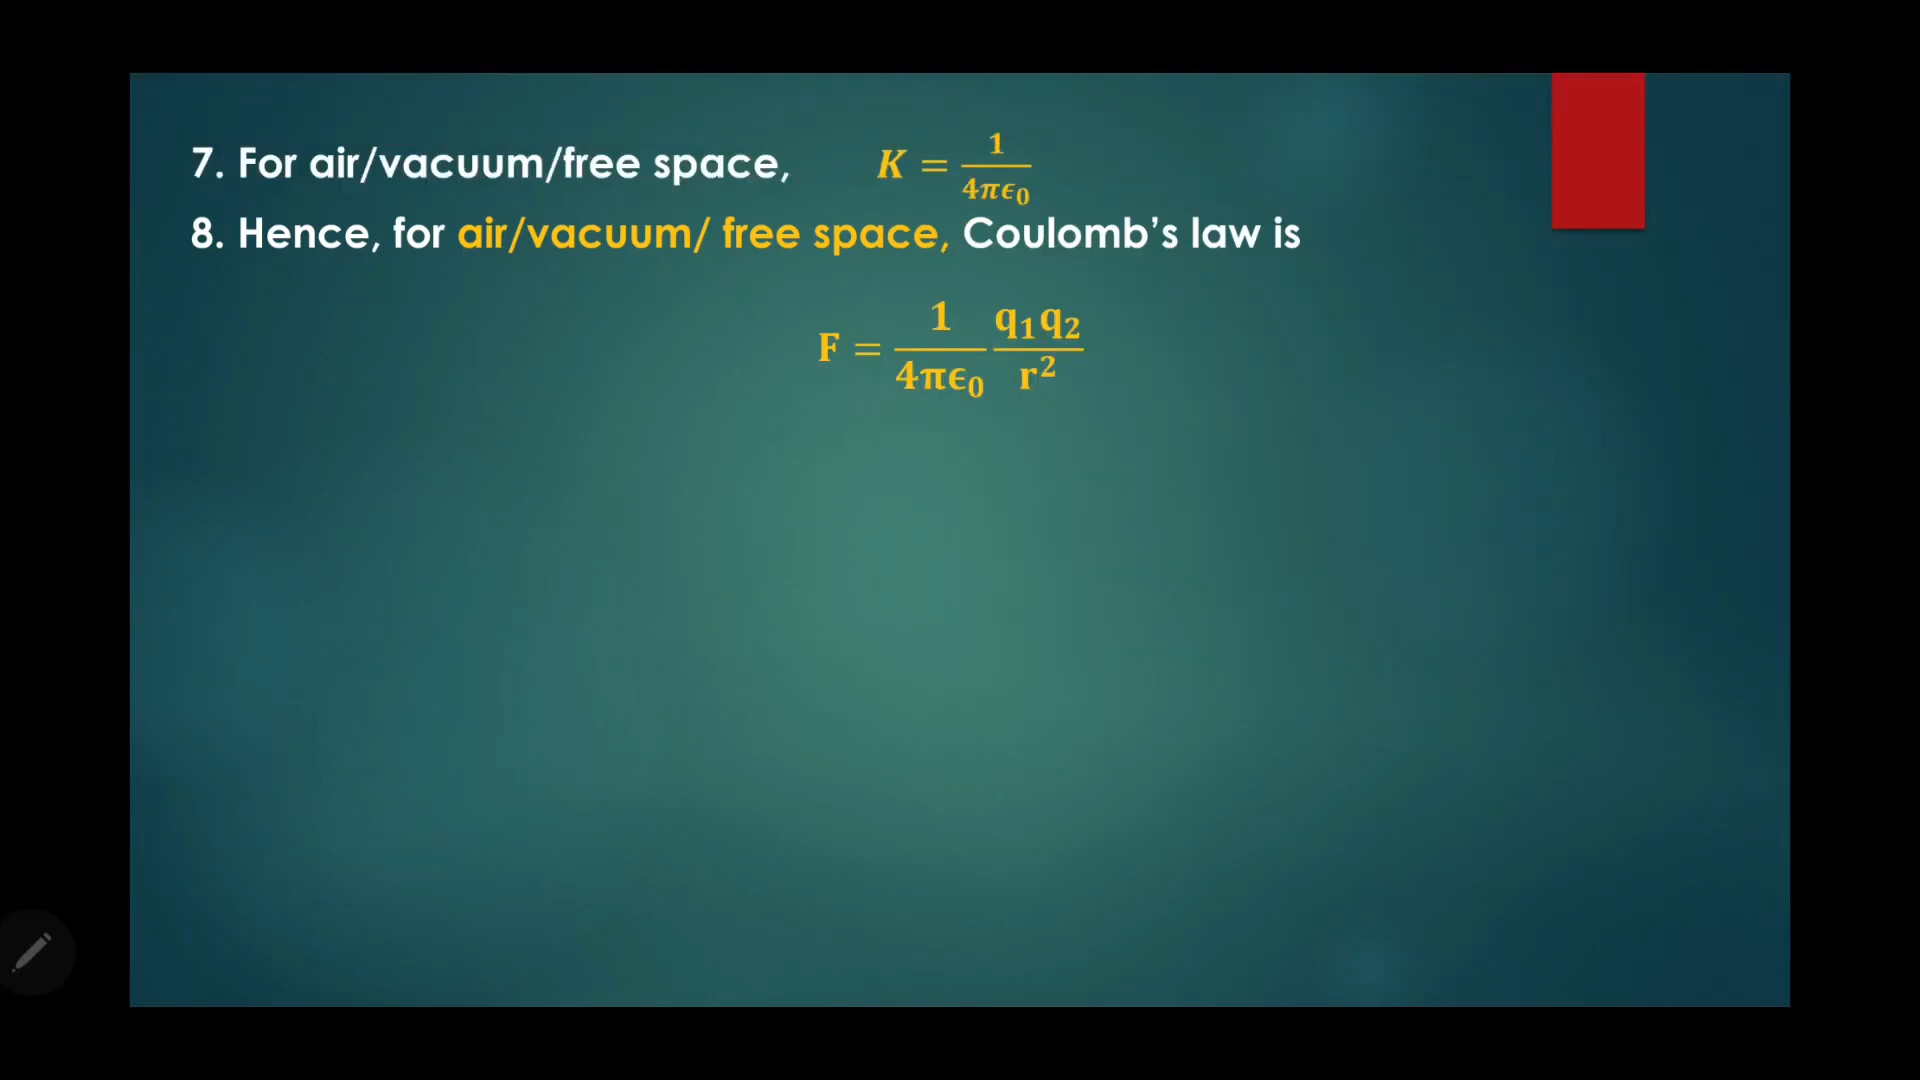 7. For air/vacuum/free space, K = 1/4πϵ₀
8. Hence, for air/vacuum/ free space, Coulomb’s law is
F = 1/4πϵ₀ q₁q₂/r²